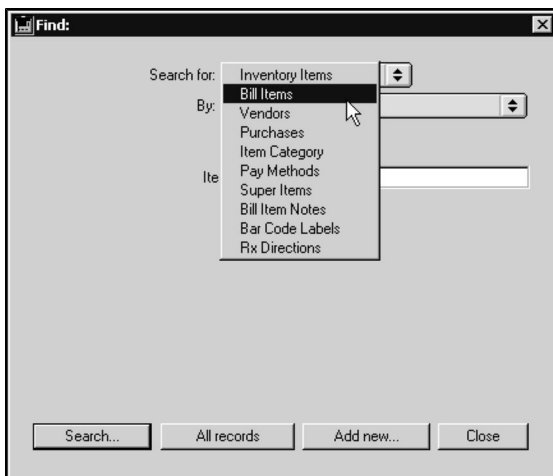 Find:
Search for: Inventory Items
Bill Items
By:
Vendors
Purchases
Item Category
Ite
Pay Methods
Super Items
Bill Item Notes
Bar Code Labels
Rx Directions
Search... All records Add new... Close